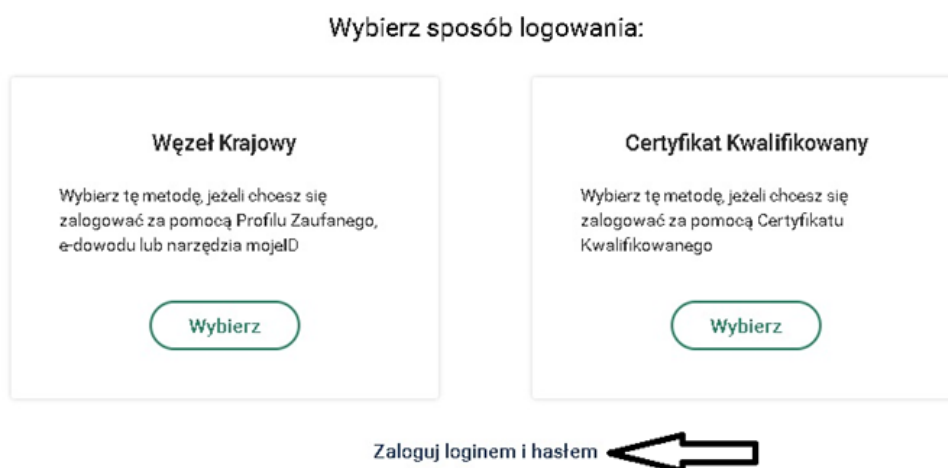 Wybierz sposób logowania:
Węzeł Krajowy
Wybierz tę metodę, jeżeli chcesz się
zalogować za pomocą Profilu Zaufanego,
e-dowodu lub narzędzia mojeID
Wybierz
Certyfikat Kwalifikowany
Wybierz tę metodę, jeżeli chcesz się
zalogować za pomocą Certyfikatu
Kwalifikowanego
Wybierz
Zaloguj loginem i hasłem